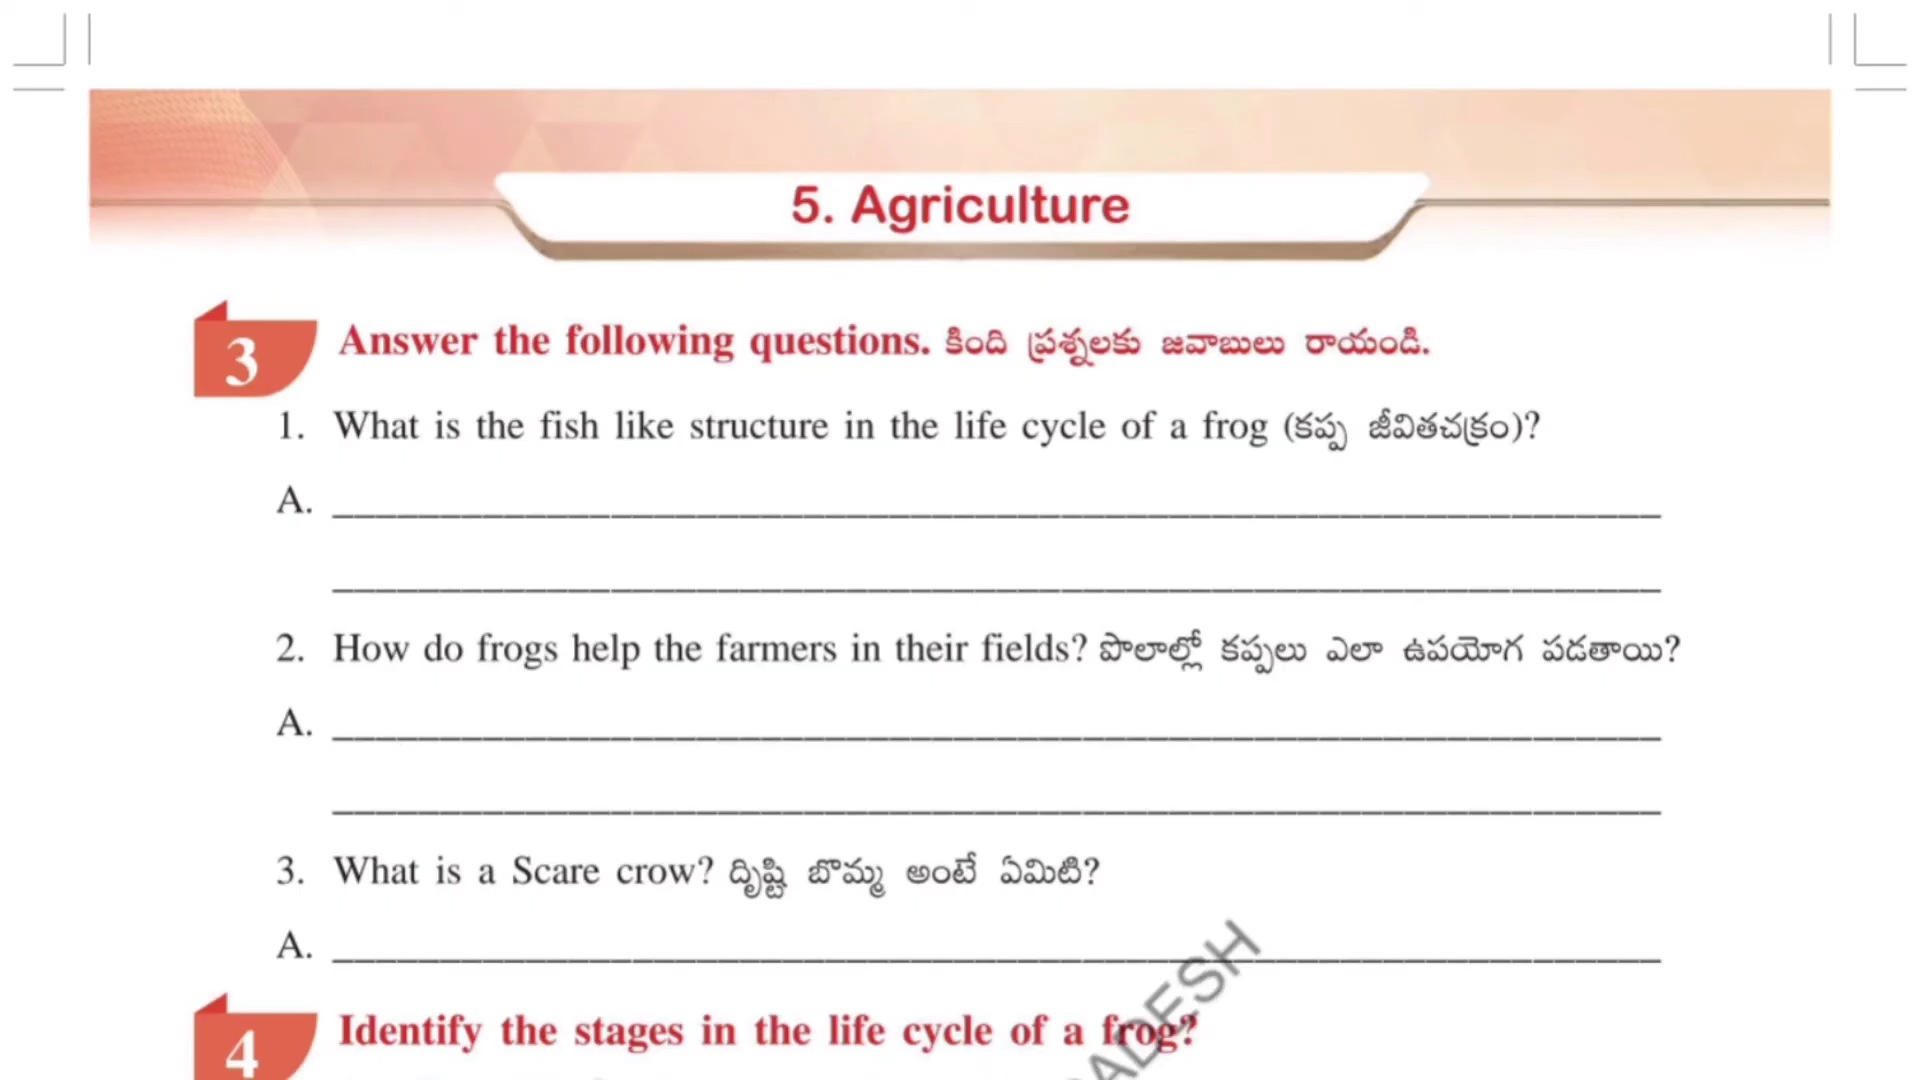 5. Agriculture
3 Answer the following questions. కింది ప్రశ్నలకు జవాబులు రాయండి.
1. What is the fish like structure in the life cycle of a frog (కప్ప జీవితచక్రం)?
A.
2. How do frogs help the farmers in their fields? పొలాల్లో కప్పలు ఎలా ఉపయోగ పడతాయి?
A.
3. What is a Scare crow? దృష్టి బొమ్మ అంటే ఏమిటి?
A.
4 Identify the stages in the life cycle of a frog?